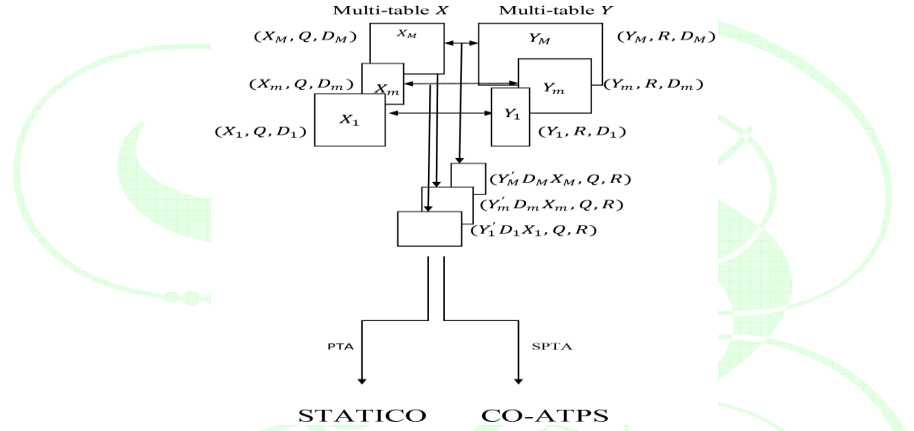 Multi-table X Multi-table Y
(X_M, Q, D_M) X_M Y_M (Y_M, R, D_M)
(X_m, Q, D_m) X_m Y_m (Y_m, R, D_m)
(X_1, Q, D_1) X_1 Y_1 (Y_1, R, D_1)
(Y'_M D_M X_M, Q, R)
(Y'_m D_m X_m, Q, R)
(Y'_1 D_1 X_1, Q, R)
PTA SPTA
STATICO CO-ATPS